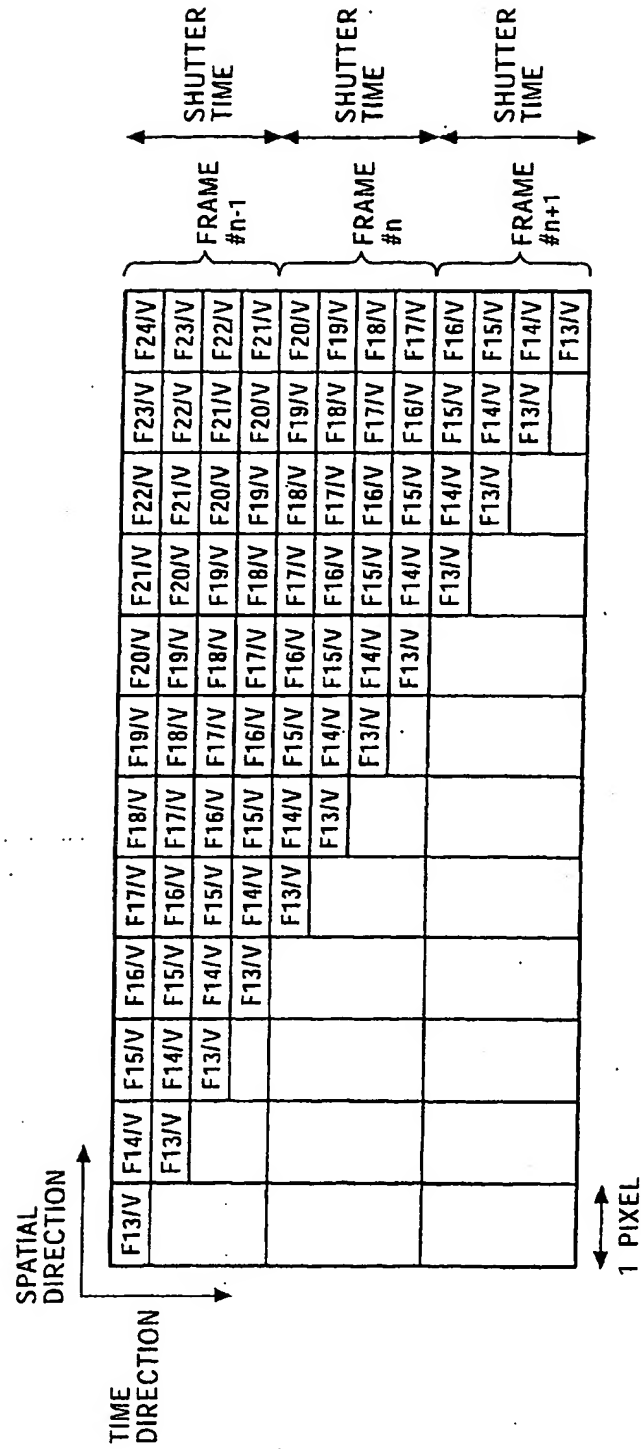 SPATIAL
DIRECTION
TIME
DIRECTION
F13/V F14/V F15/V F16/V F17/V F18/V F19/V F20/V F21/V F22/V F23/V F24/V
F13/V F14/V F15/V F16/V F17/V F18/V F19/V F20/V F21/V F22/V F23/V
F13/V F14/V F15/V F16/V F17/V F18/V F19/V F20/V F21/V F22/V
F13/V F14/V F15/V F16/V F17/V F18/V F19/V F20/V F21/V
F13/V F14/V F15/V F16/V F17/V F18/V F19/V F20/V
F13/V F14/V F15/V F16/V F17/V F18/V F19/V
F13/V F14/V F15/V F16/V F17/V F18/V
F13/V F14/V F15/V F16/V F17/V
F13/V F14/V F15/V F16/V
F13/V F14/V F15/V
F13/V F14/V
F13/V
FRAME
#n-1
SHUTTER
TIME
FRAME
#n
SHUTTER
TIME
FRAME
#n+1
SHUTTER
TIME
1 PIXEL